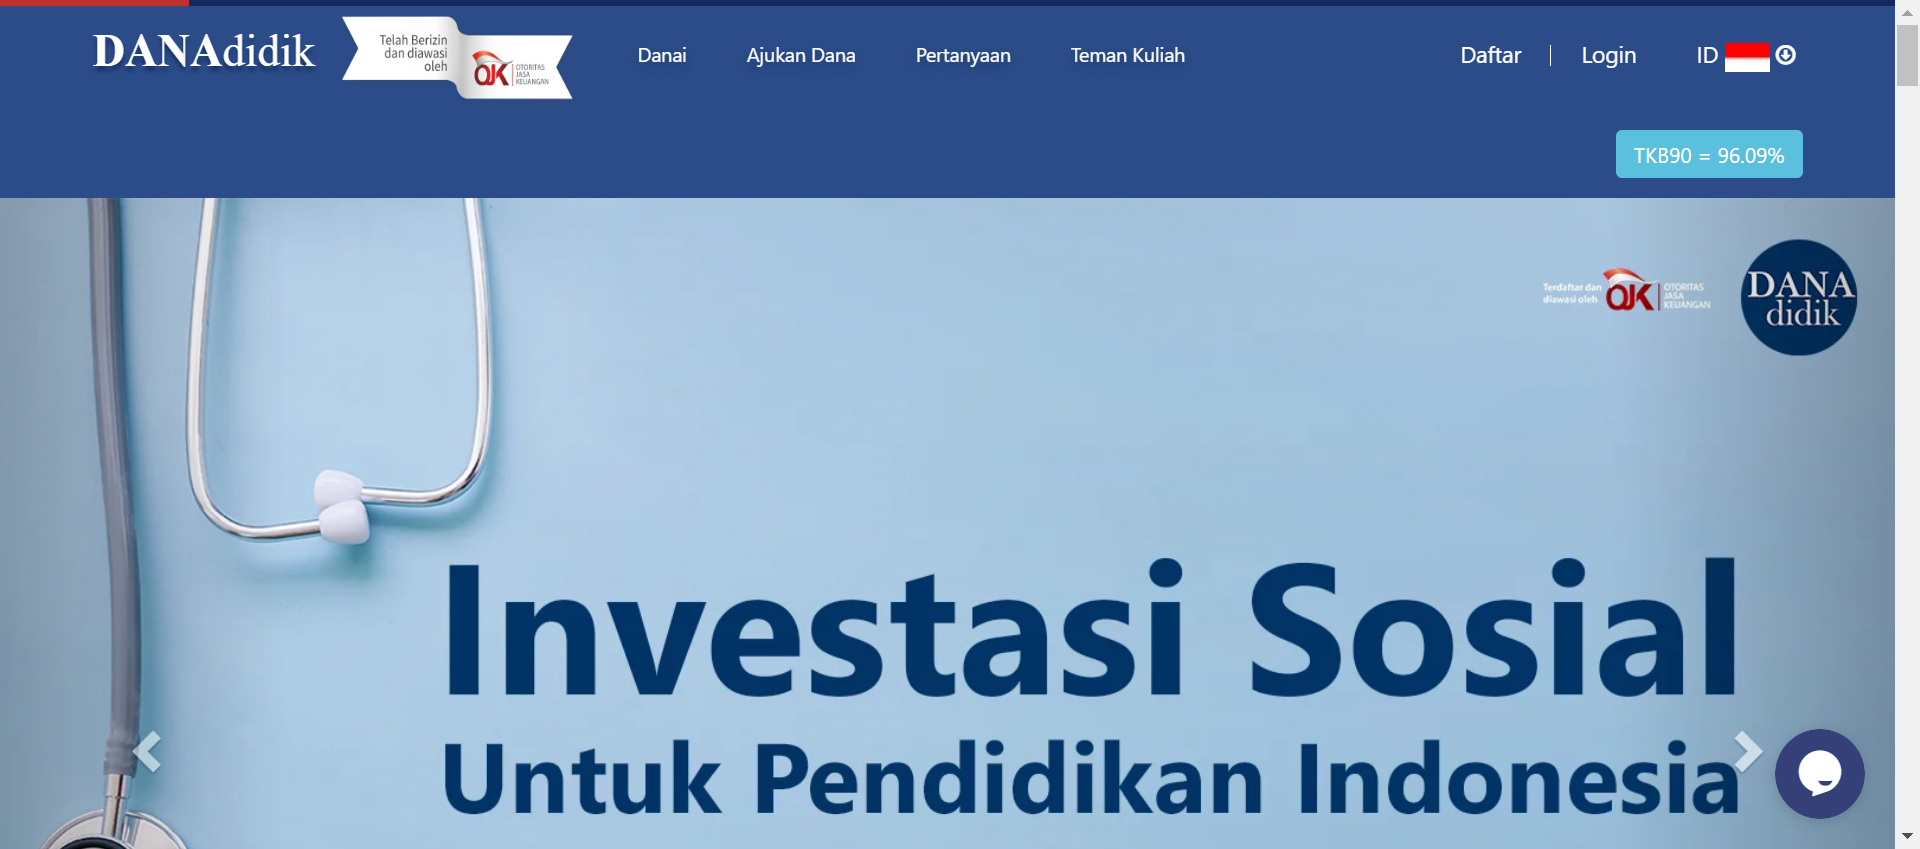 DANAdidik
Telah Berizin
dan diawasi
oleh
OJK
OTORITAS
JASA
KEUANGAN
Danai
Ajukan Dana
Pertanyaan
Teman Kuliah
Daftar
Login
ID
TKB90 = 96.09%
Terdaftar dan
diawasi oleh
OJK
OTORITAS
JASA
KEUANGAN
DANA
didik
Investasi Sosial
Untuk Pendidikan Indonesia